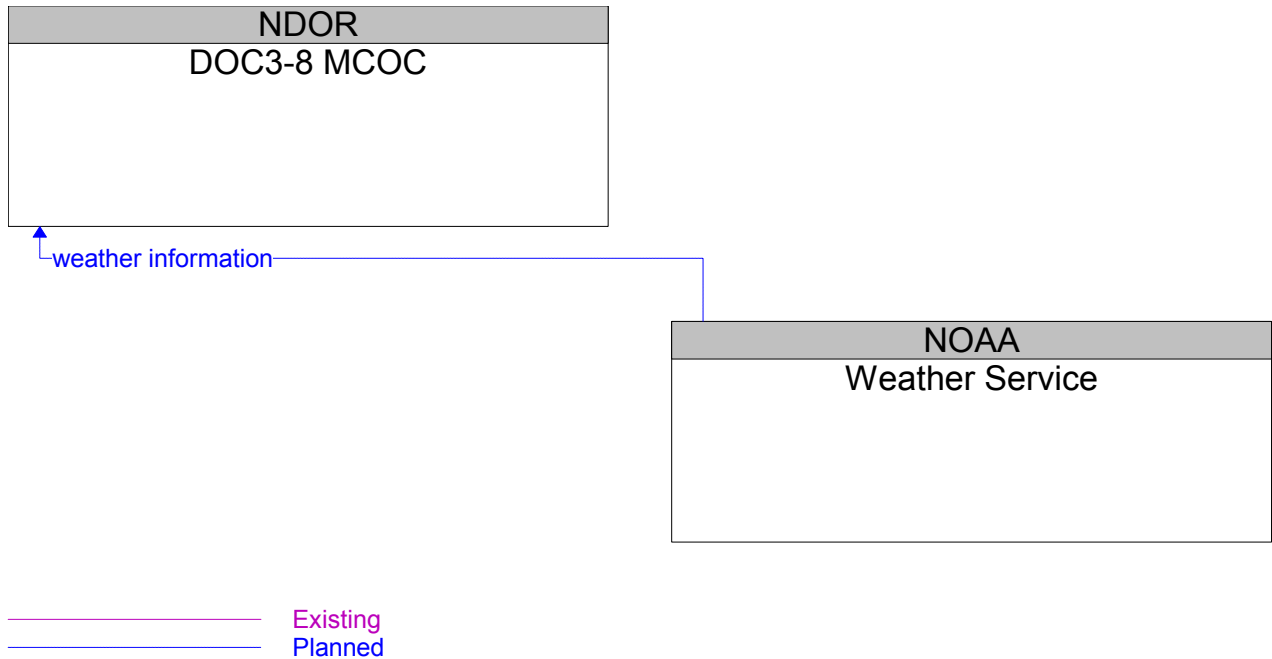 NDOR
DOC3-8 MCOC
weather information
NOAA
Weather Service
Existing
Planned